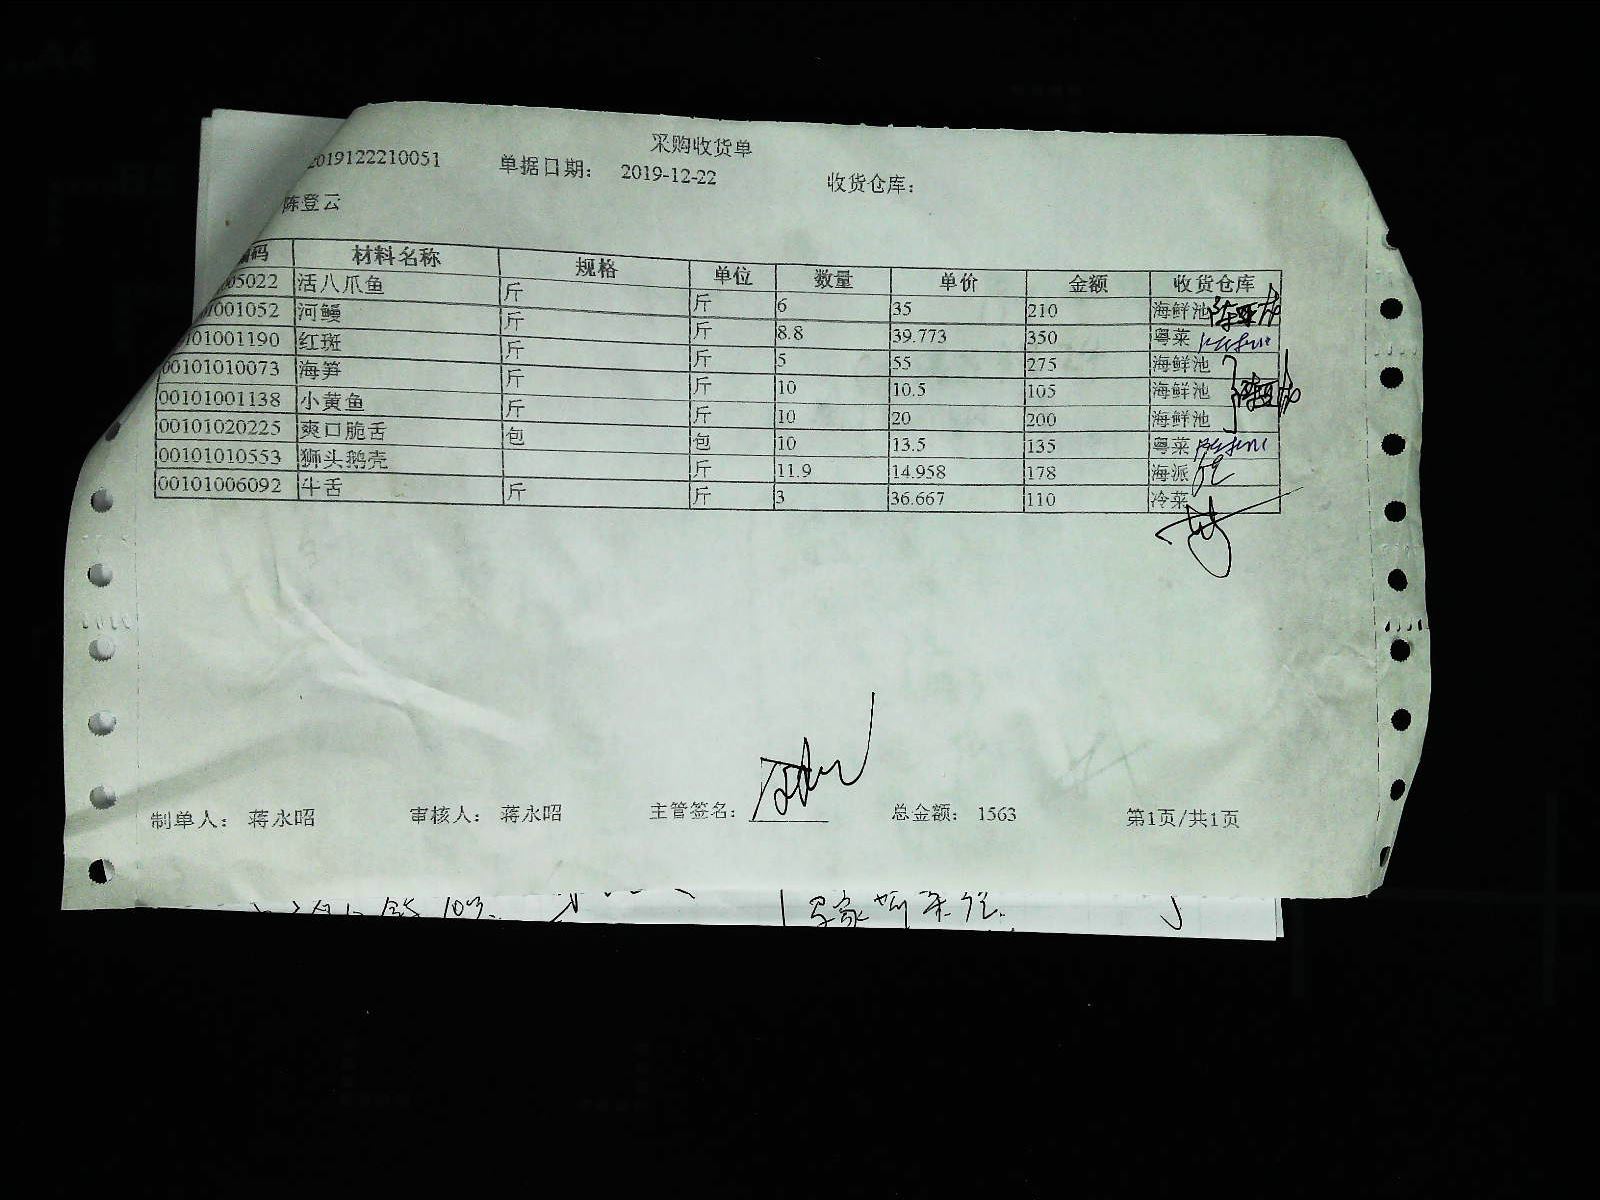 采购收货单
2019122210051 单据日期： 2019-12-22 收货仓库：
陈登云
编码 材料名称 规格 单位 数量 单价 金额 收货仓库
05022 活八爪鱼 斤 斤 6 35 210 海鲜池
01001052 河鳗 斤 斤 8.8 39.773 350 粤菜
0101001190 红斑 斤 斤 5 55 275 海鲜池
00101010073 海笋 斤 斤 10 10.5 105 海鲜池
00101001138 小黄鱼 斤 斤 10 20 200 海鲜池
00101020225 爽口脆舌 包 包 10 13.5 135 粤菜
00101010553 狮头鹅壳 斤 11.9 14.958 178 海派
00101006092 牛舌 斤 斤 3 36.667 110 冷菜
制单人： 蒋永昭 审核人： 蒋永昭 主管签名： 总金额： 1563 第1页/共1页